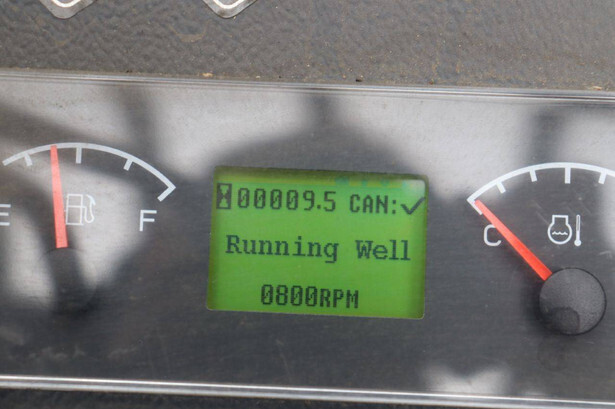 00009.5 CAN:✓
Running Well
0800RPM
E
F
C